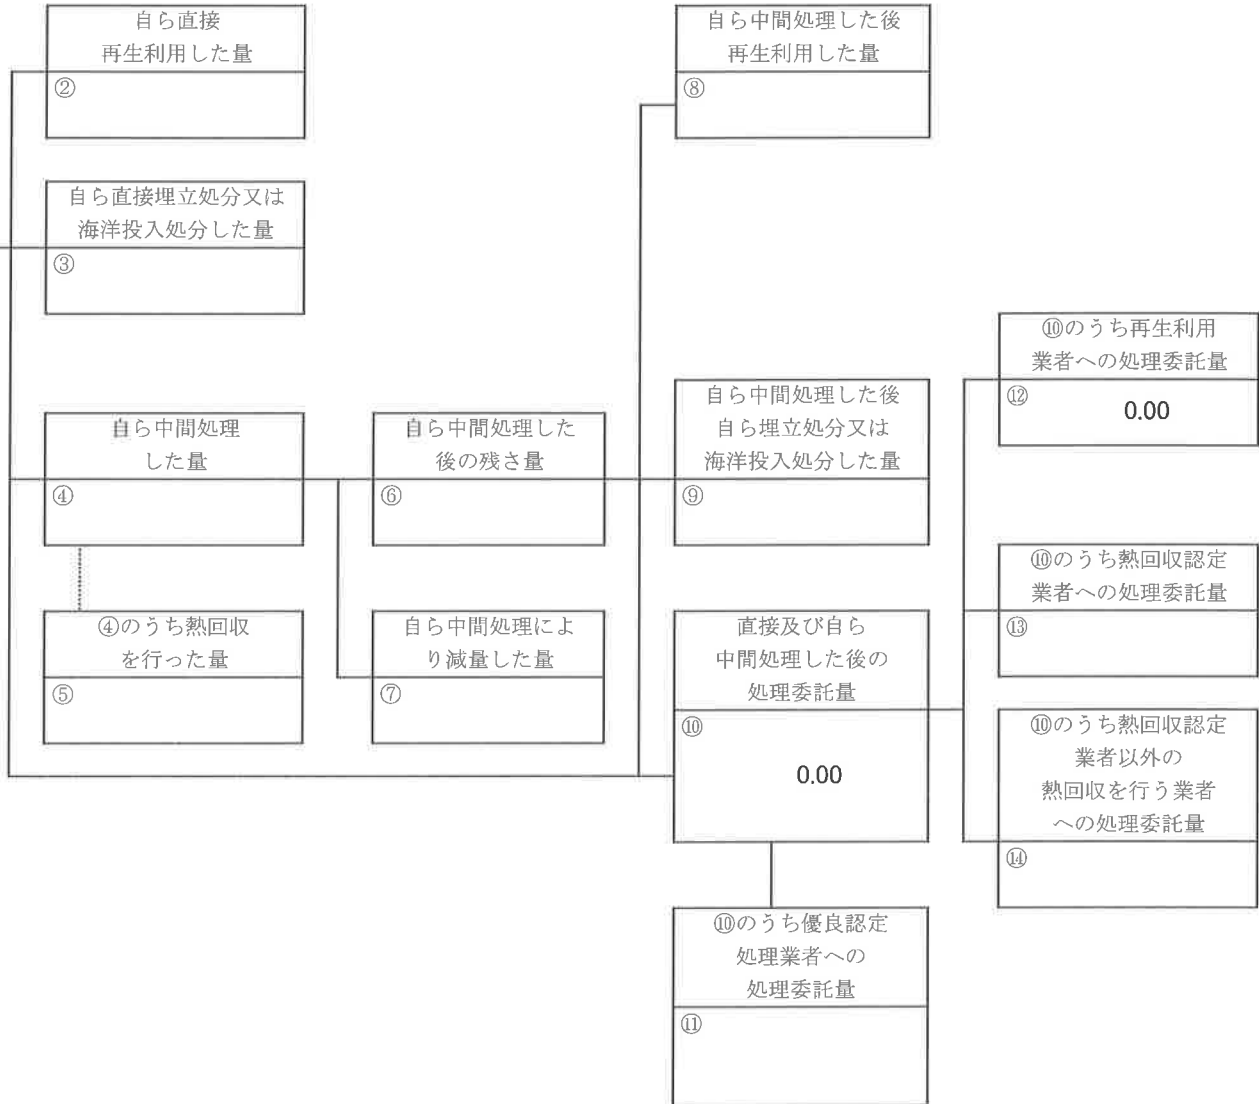 自ら直接
再生利用した量
②
自ら中間処理した後
再生利用した量
⑧
自ら直接埋立処分又は
海洋投入処分した量
③
⑩のうち再生利用
業者への処理委託量
⑫
0.00
自ら中間処理
した量
④
自ら中間処理した
後の残さ量
⑥
自ら中間処理した後
自ら埋立処分又は
海洋投入処分した量
⑨
⑩のうち熱回収認定
業者への処理委託量
⑬
④のうち熱回収
を行った量
⑤
自ら中間処理によ
り減量した量
⑦
直接及び自ら
中間処理した後の
処理委託量
⑩
0.00
⑩のうち熱回収認定
業者以外の
熱回収を行う業者
への処理委託量
⑭
⑩のうち優良認定
処理業者への
処理委託量
⑪